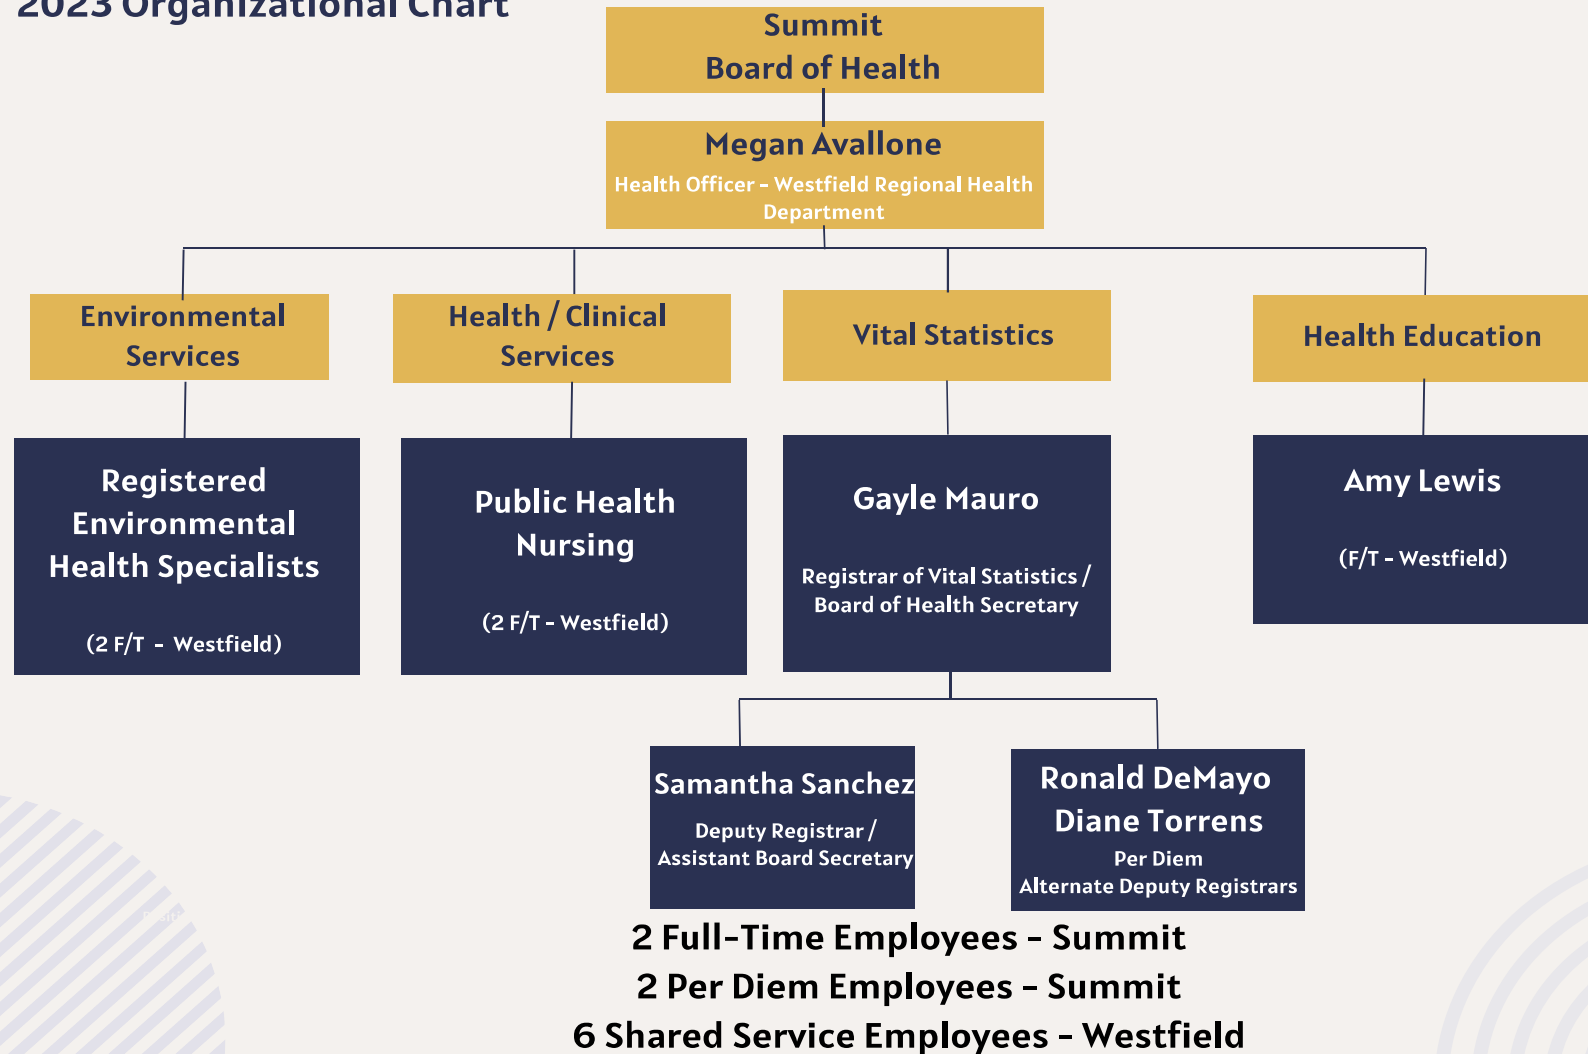 2023 Organizational Chart
Summit
Board of Health
Megan Avallone
Health Officer - Westfield Regional Health
Department
Environmental
Services
Health / Clinical
Services
Vital Statistics
Health Education
Registered
Environmental
Health Specialists
(2 F/T - Westfield)
Public Health
Nursing
(2 F/T - Westfield)
Gayle Mauro
Registrar of Vital Statistics /
Board of Health Secretary
Amy Lewis
(F/T - Westfield)
Samantha Sanchez
Deputy Registrar /
Assistant Board Secretary
Ronald DeMayo
Diane Torrens
Per Diem
Alternate Deputy Registrars
2 Full-Time Employees - Summit
2 Per Diem Employees - Summit
6 Shared Service Employees - Westfield